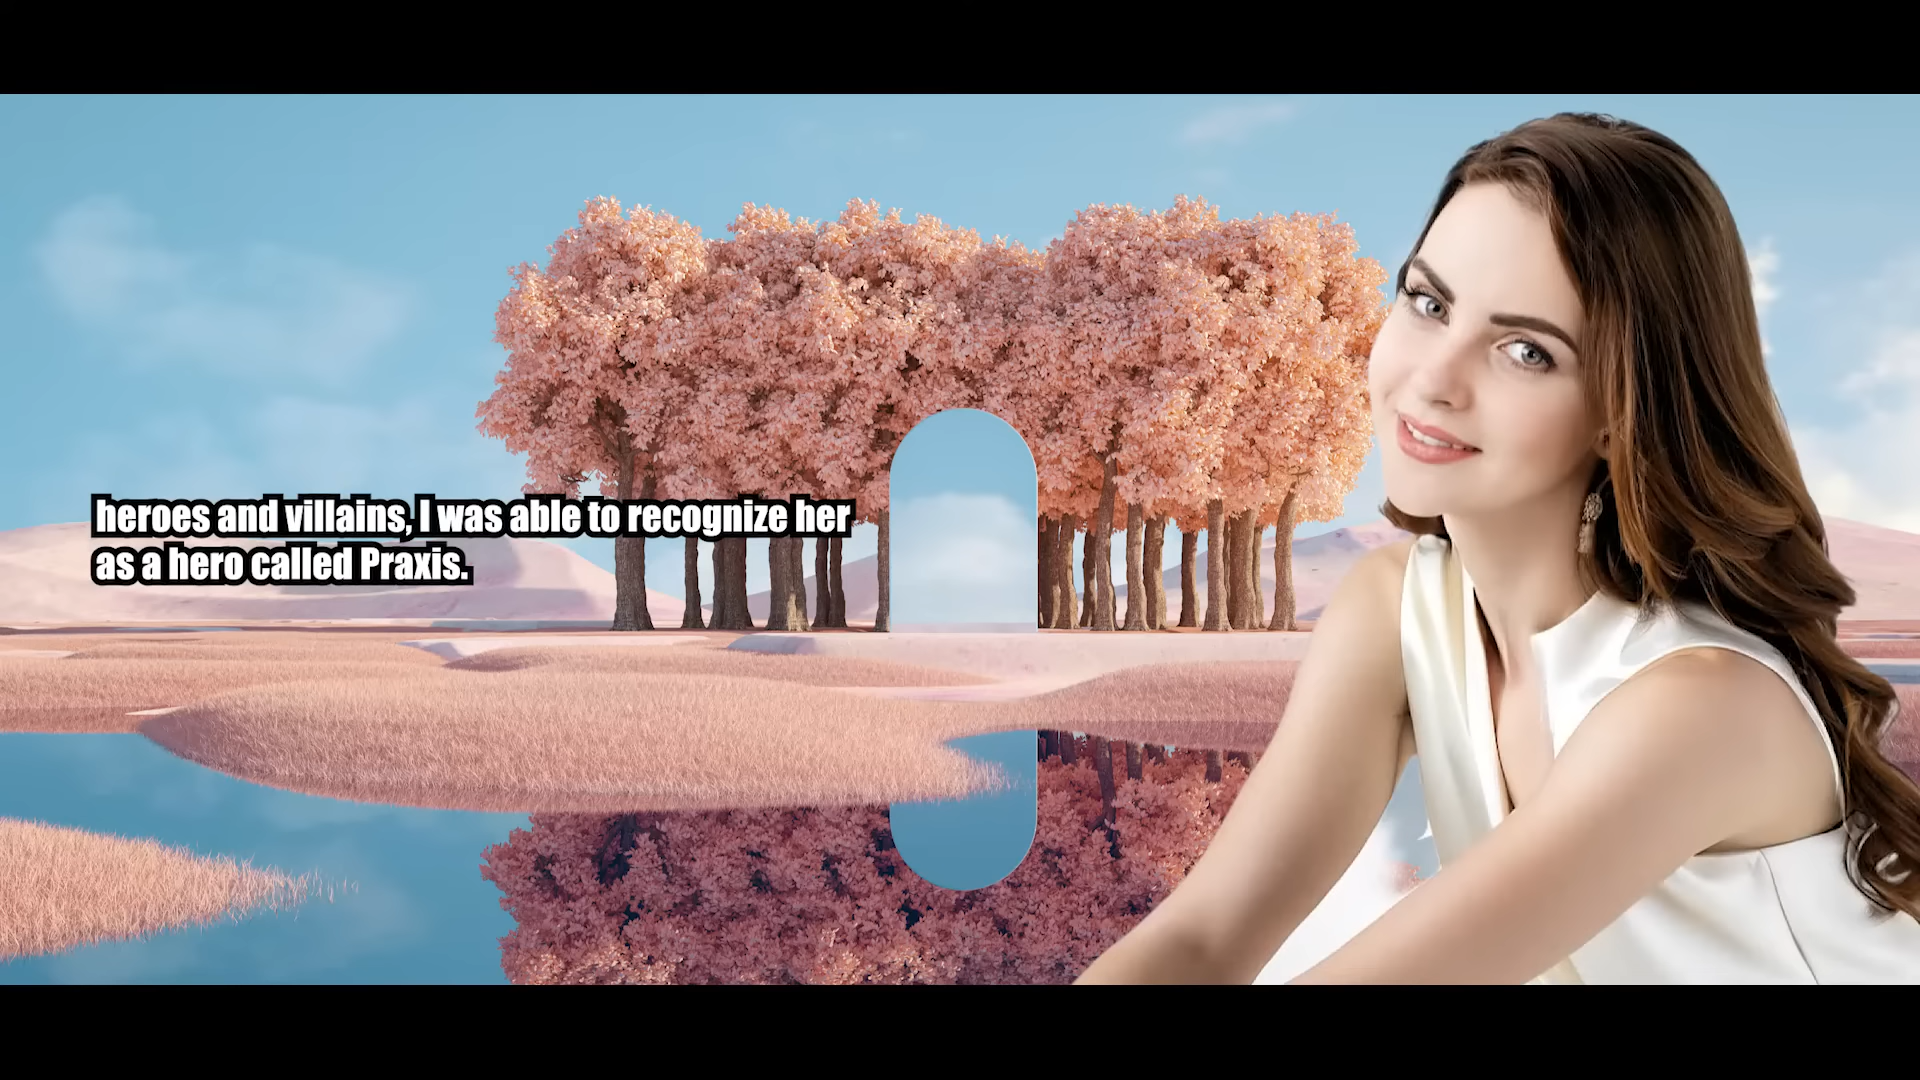 heroes and villains, I was able to recognize her
as a hero called Praxis.